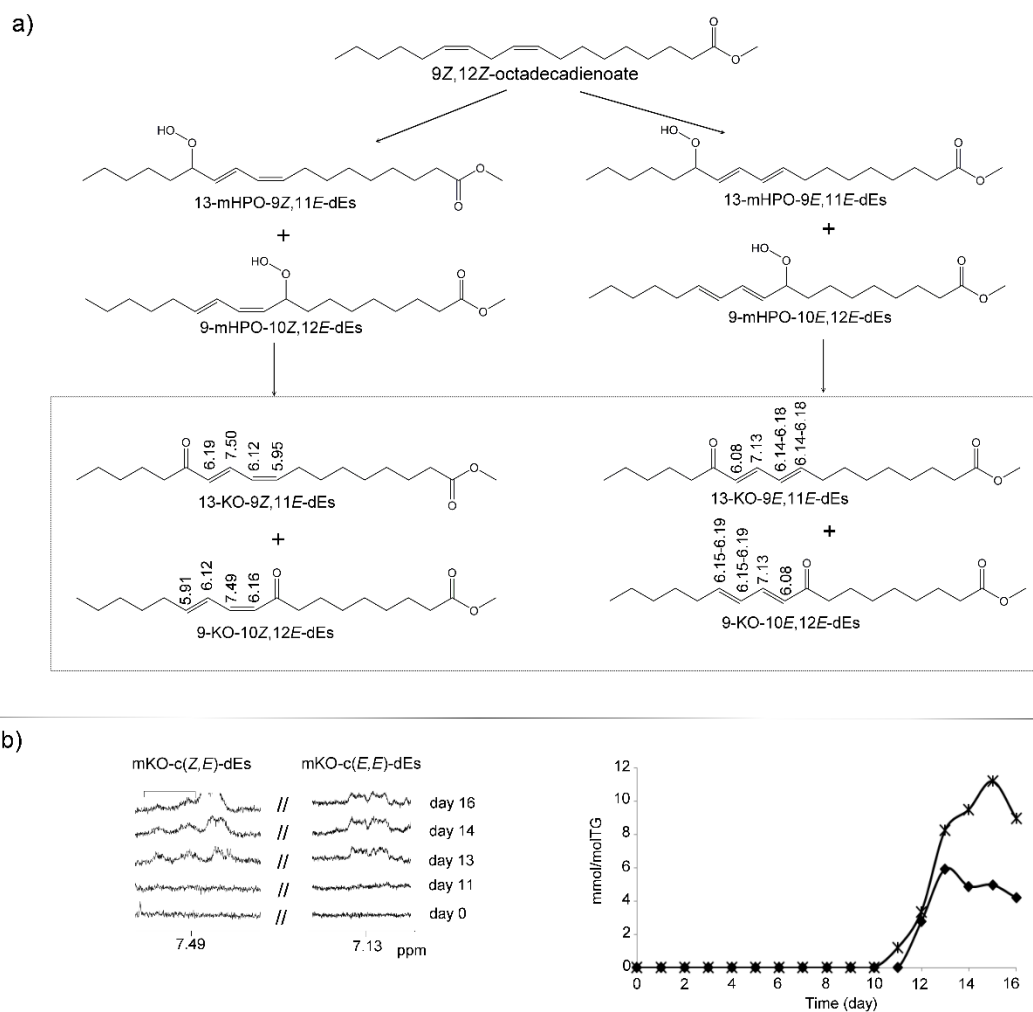 a)
O
O
9Z,12Z-octadecadienoate
HO
O
O
O
13-mHPO-9Z,11E-dEs
HO
O
O
O
13-mHPO-9E,11E-dEs
+
+
HO
O
O
O
9-mHPO-10Z,12E-dEs
HO
O
O
O
9-mHPO-10E,12E-dEs
O
6.19
7.50
6.12
5.95
O
O
13-KO-9Z,11E-dEs
O
6.08
7.13
6.14-6.18
6.14-6.18
O
O
13-KO-9E,11E-dEs
+
+
5.91
6.12
7.49
6.16
O
O
O
9-KO-10Z,12E-dEs
6.15-6.19
6.15-6.19
7.13
6.08
O
O
O
9-KO-10E,12E-dEs
b)
mKO-c(Z,E)-dEs mKO-c(E,E)-dEs
// day 16
// day 14
// day 13
// day 11
// day 0
7.49 7.13 ppm
mmol/molTG
12
10
8
6
4
2
0
0 2 4 6 8 10 12 14 16
Time (day)